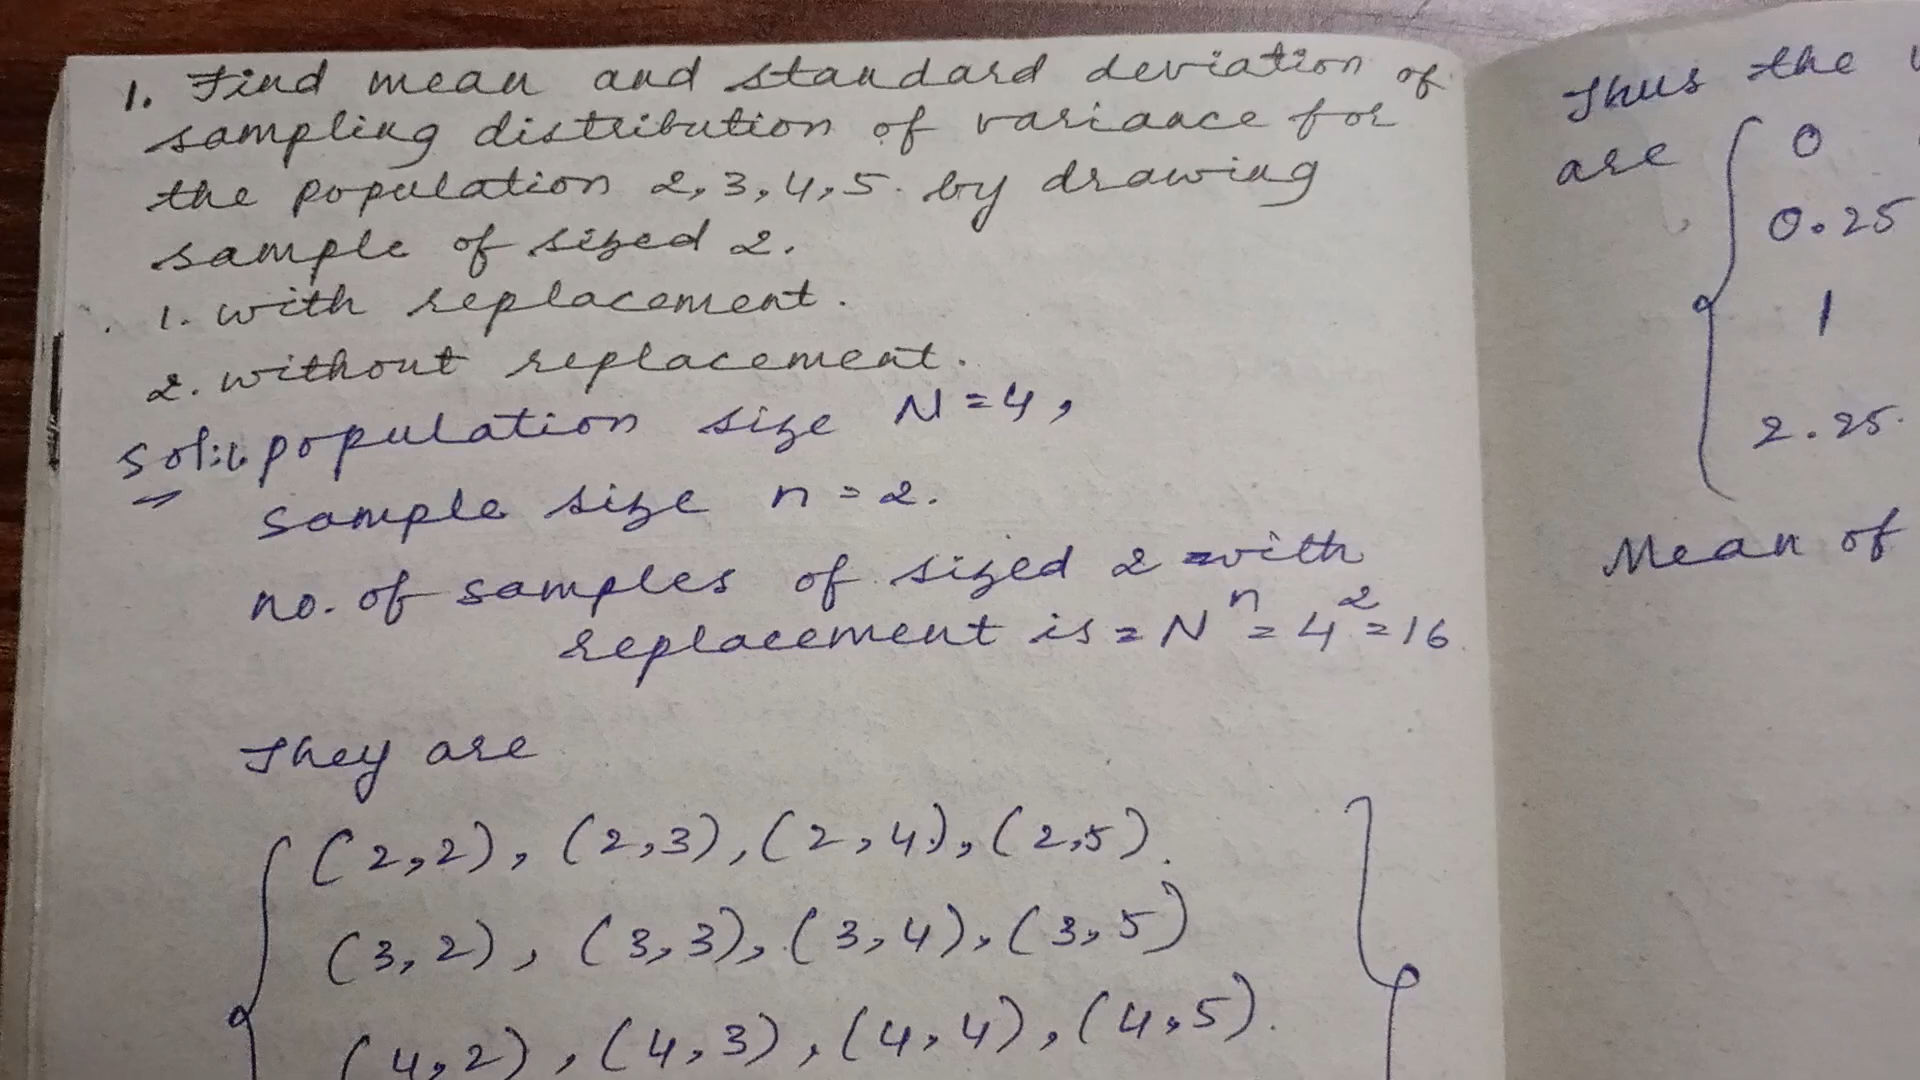 1. Find mean and standard deviation of
sampling distribution of variance for
the population 2,3,4,5. by drawing
sample of sized 2.
1. with replacement.
2. without replacement.
Sol:- population size N=4,
sample size n=2.
no. of samples of sized 2 with
replacement is = Nⁿ = 4² = 16
They are
(2,2), (2,3), (2,4), (2,5).
(3,2), (3,3), (3,4), (3,5)
(4,2), (4,3), (4,4), (4,5).
Thus the
are
0
0.25
1
2.25.
Mean of